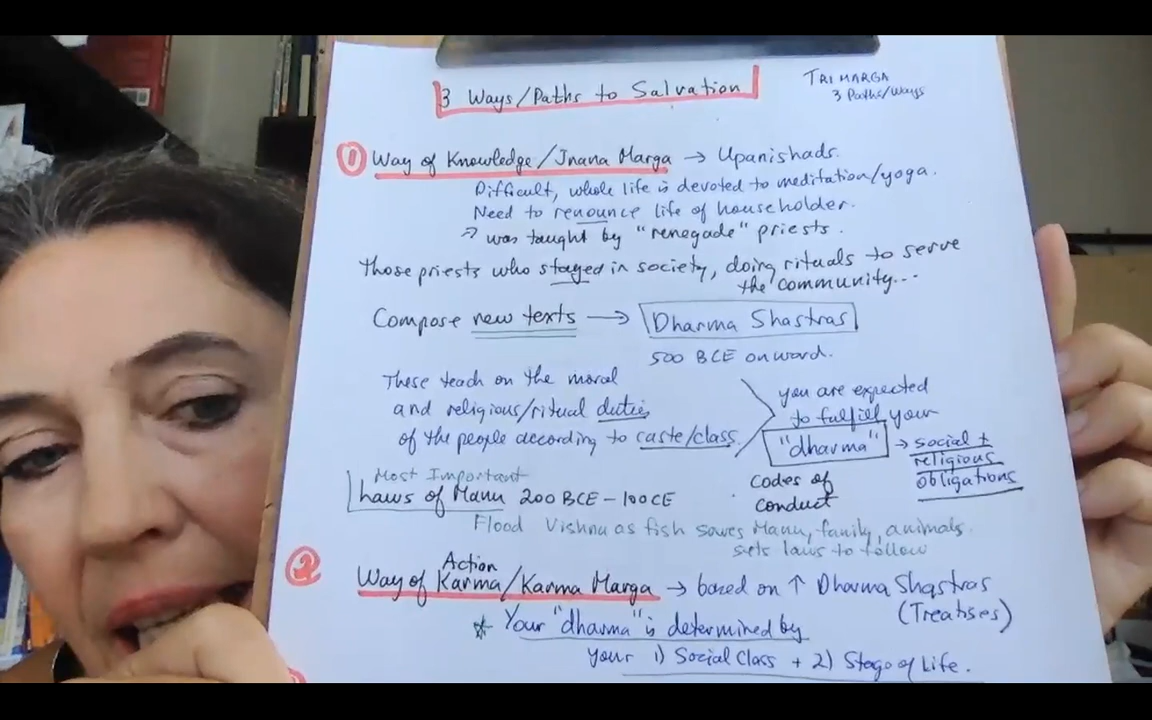 3 Ways/Paths to Salvation
TRIMARGA
3 Paths/Ways
① Way of Knowledge/Jnana Marga → Upanishads.
Difficult, whole life is devoted to meditation/yoga.
Need to renounce life of householder.
→ was taught by "renegade" priests.
those priests who stayed in society, doing rituals to serve
the community...
Compose new texts → Dharma Shastras
500 BCE onward.
These teach on the moral
and religious/ritual duties
of the people according to caste/class.
you are expected
to fulfill your
"dharma" → social +
religious
obligations
Codes of
conduct
Most Important
Laws of Manu 200 BCE - 100 CE
Flood Vishnu as fish saves Manu, family, animals.
sets laws to follow
② Way of Karma/Karma Marga → based on ↑ Dharma Shastras
Action
(Treatises)
☆ Your "dharma" is determined by
your 1) Social Class + 2) Stage of Life.